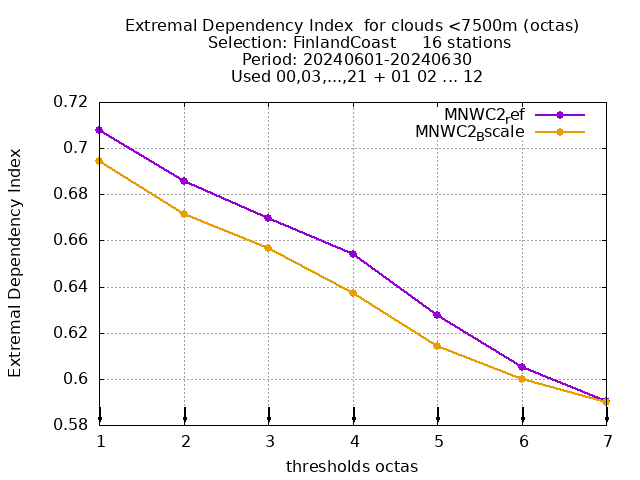 Extremal Dependency Index  for clouds <7500m (octas)
Selection: FinlandCoast     16 stations
Period: 20240601-20240630
Used 00,03,...,21 + 01 02 ... 12
MNWC2_ref
MNWC2_Bscale
Extremal Dependency Index
0.72
0.7
0.68
0.66
0.64
0.62
0.6
0.58
1 2 3 4 5 6 7
thresholds octas